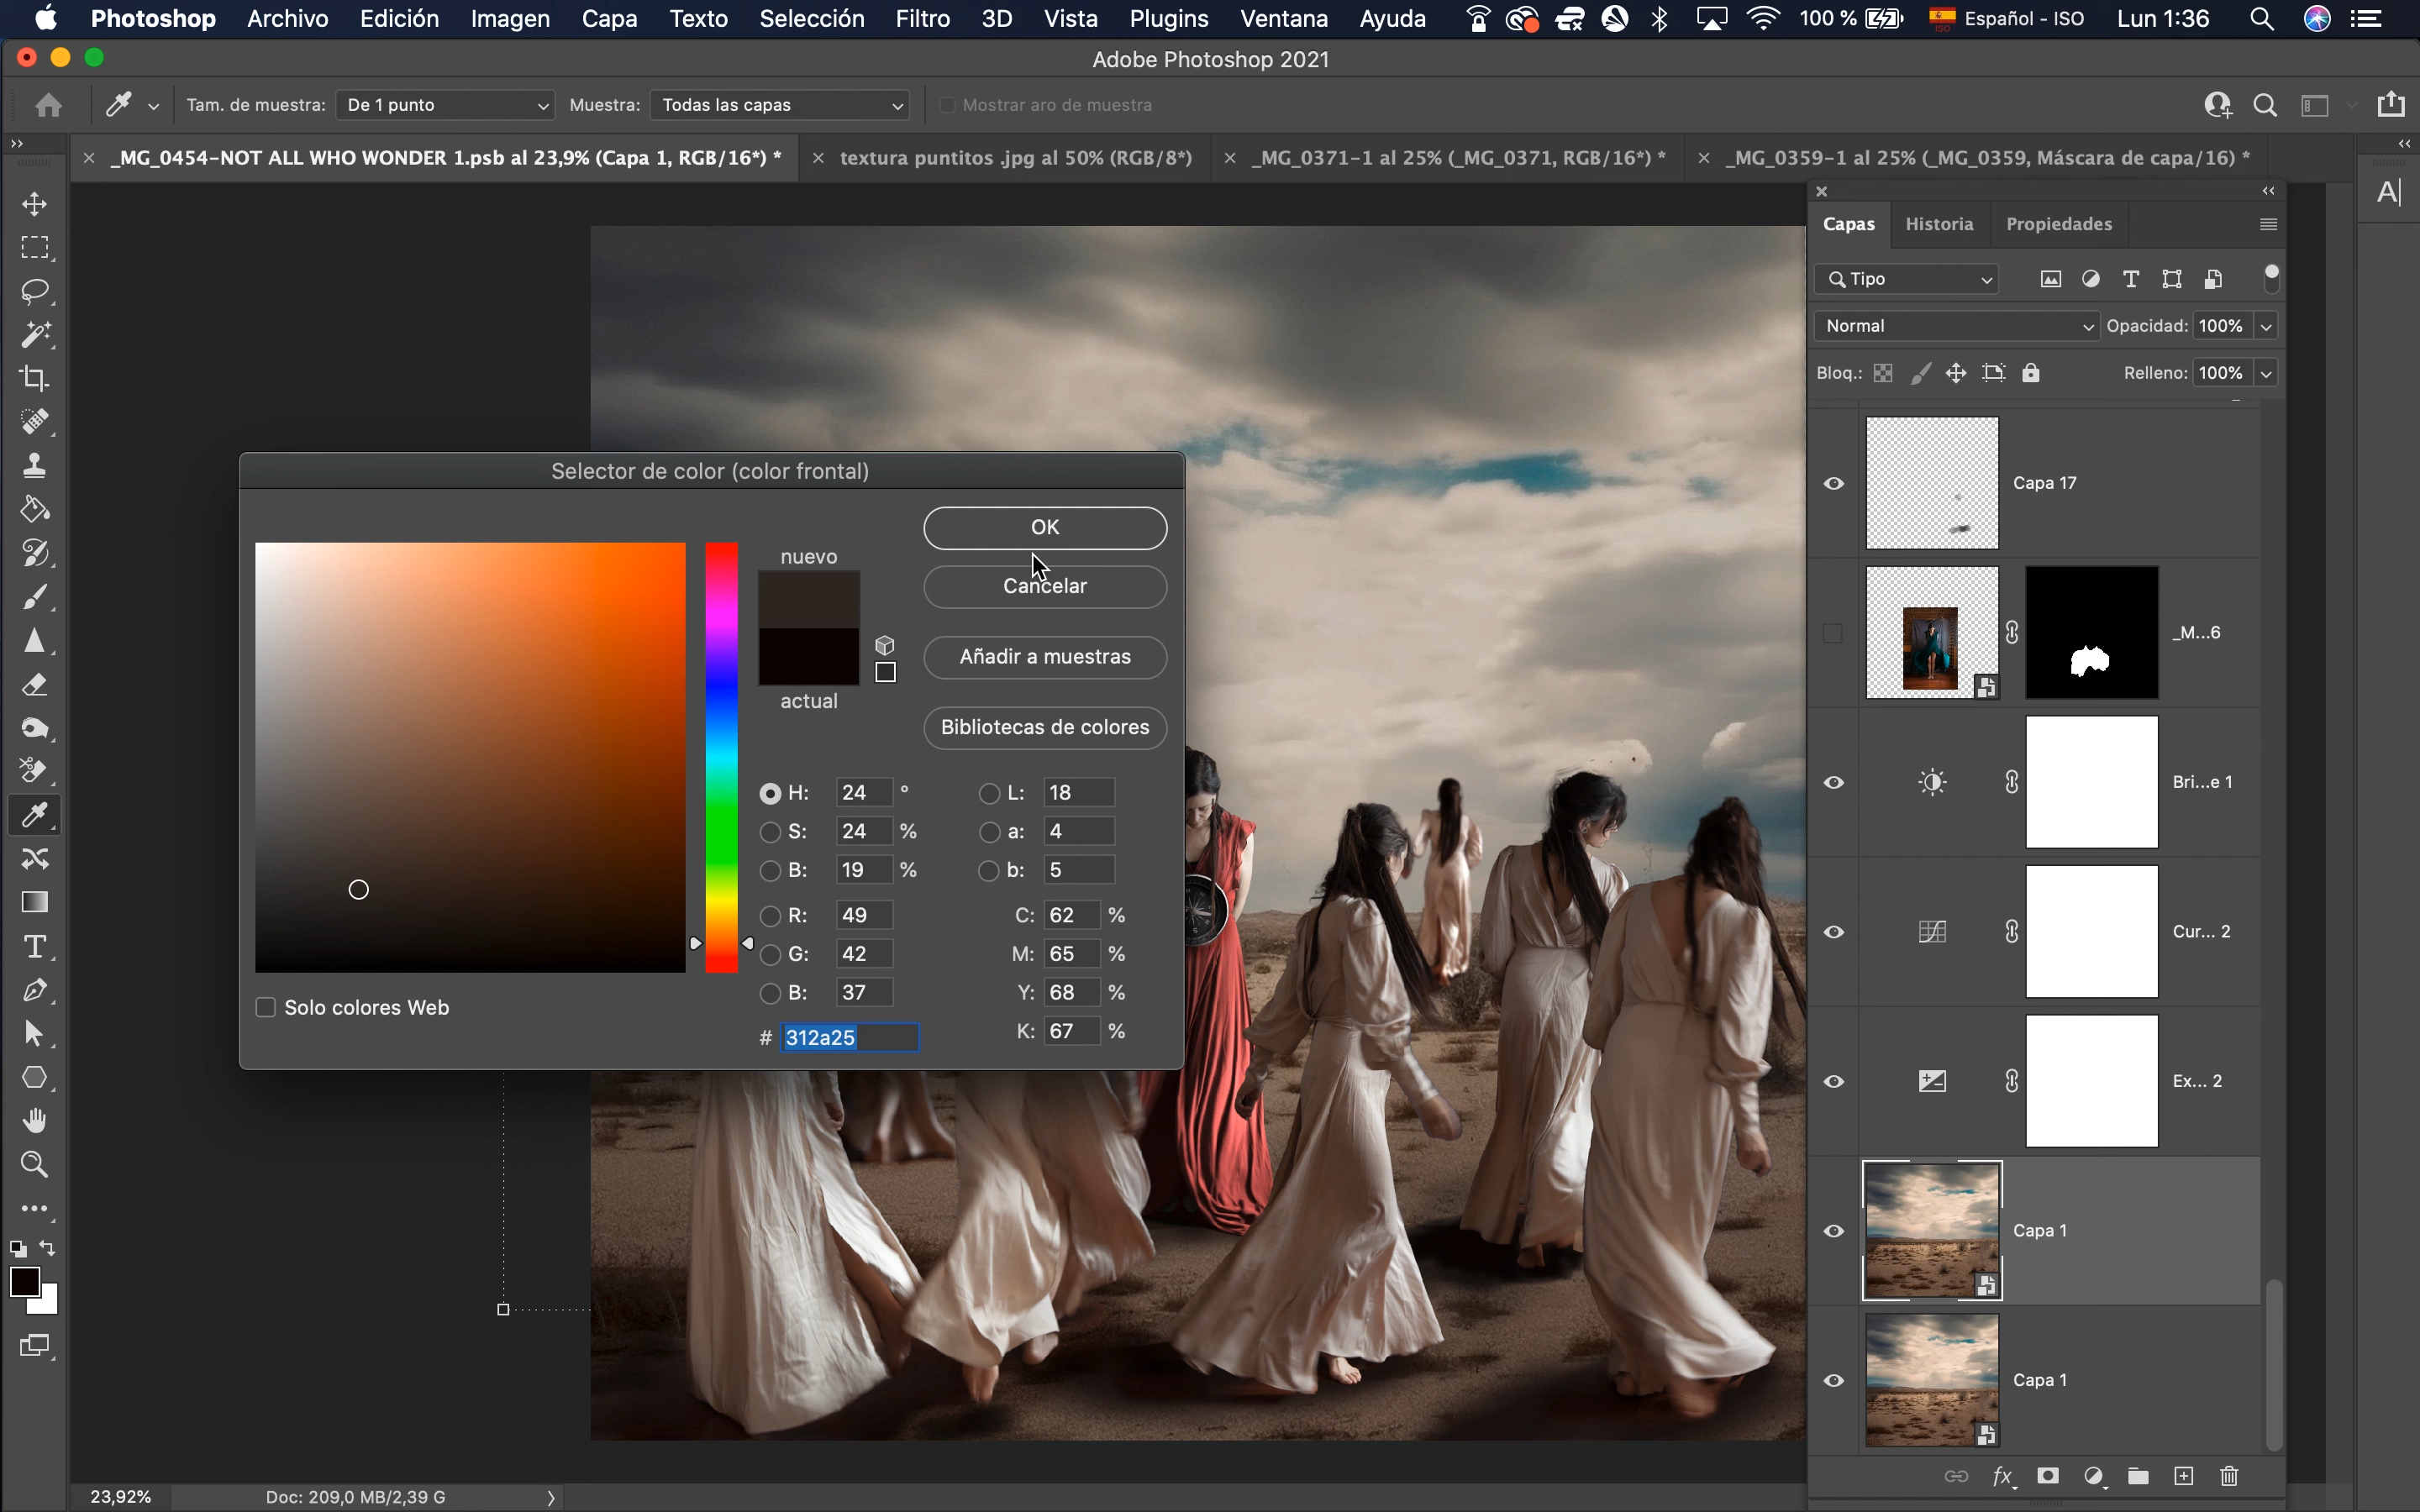 Photoshop Archivo Edición Imagen Capa Texto Selección Filtro 3D Vista Plugins Ventana Ayuda 100 % ISO Español - ISO Lun 1:36
Adobe Photoshop 2021
Tam. de muestra: De 1 punto Muestra: Todas las capas Mostrar aro de muestra
_MG_0454-NOT ALL WHO WONDER 1.psb al 23,9% (Capa 1, RGB/16*) *
textura puntitos .jpg al 50% (RGB/8*)
_MG_0371-1 al 25% (_MG_0371, RGB/16*) *
_MG_0359-1 al 25% (_MG_0359, Máscara de capa/16) *
A
Capas Historia Propiedades
Tipo
Normal Opacidad: 100%
Bloq.: Relleno: 100%
Capa 17
_M...6
Bri...e 1
Cur... 2
Ex... 2
Capa 1
Capa 1
Selector de color (color frontal)
nuevo
actual
OK
Cancelar
Añadir a muestras
Bibliotecas de colores
H: 24 ° L: 18
S: 24 % a: 4
B: 19 % b: 5
R: 49 C: 62 %
G: 42 M: 65 %
B: 37 Y: 68 %
# 312a25 K: 67 %
Solo colores Web
23,92% Doc: 209,0 MB/2,39 G
fx